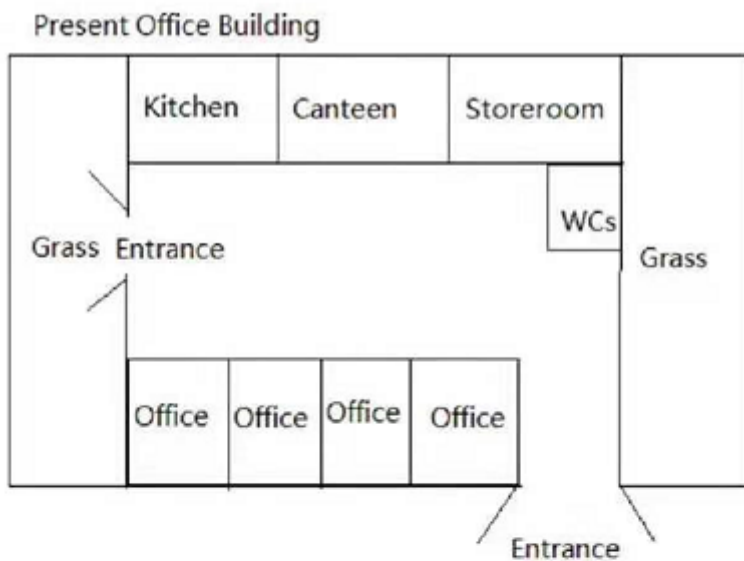 Present Office Building
Kitchen Canteen Storeroom
WCs
Grass Entrance
Grass
Office Office Office Office
Entrance